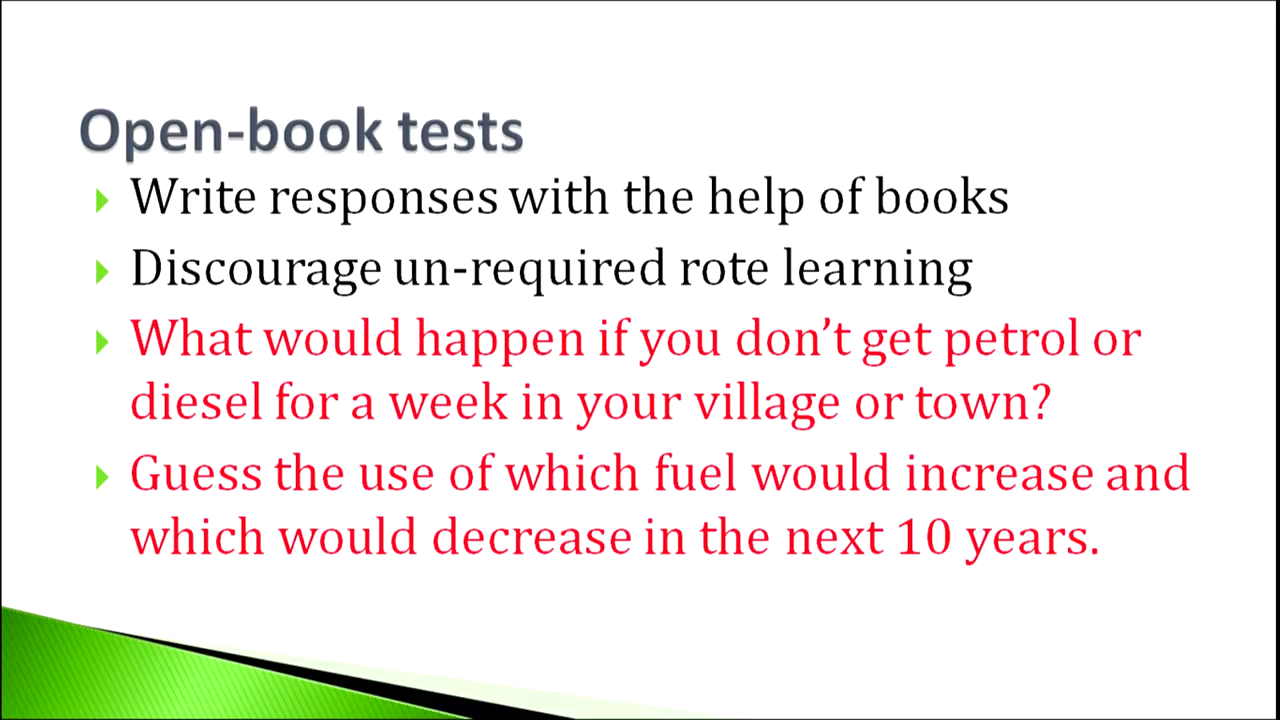 Open-book tests
Write responses with the help of books
Discourage un-required rote learning
What would happen if you don’t get petrol or
diesel for a week in your village or town?
Guess the use of which fuel would increase and
which would decrease in the next 10 years.